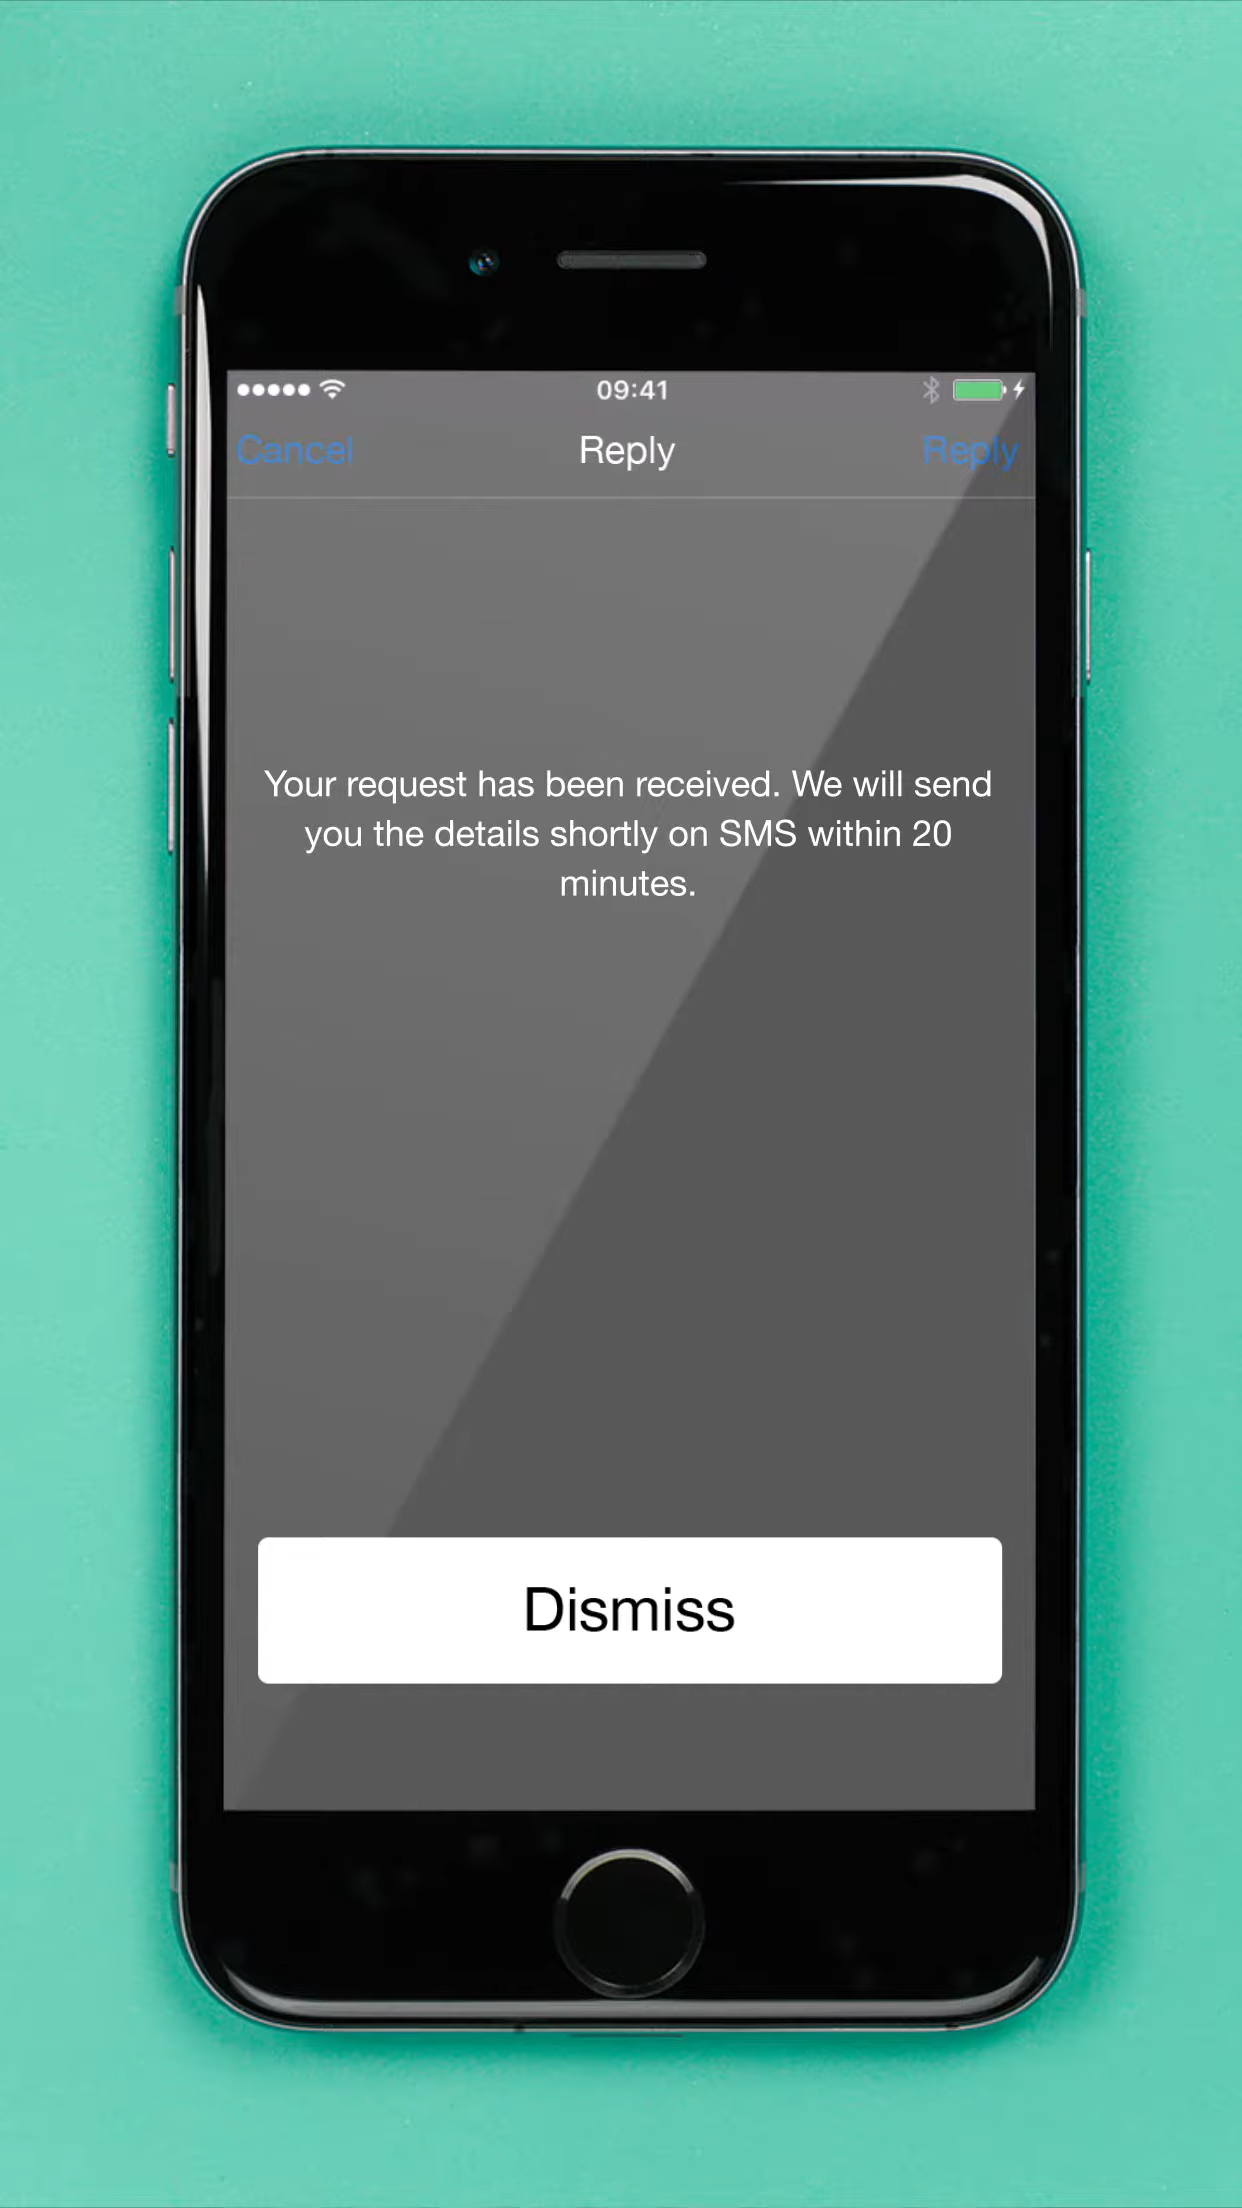 09:41
Cancel Reply Reply
Your request has been received. We will send
you the details shortly on SMS within 20
minutes.
Dismiss